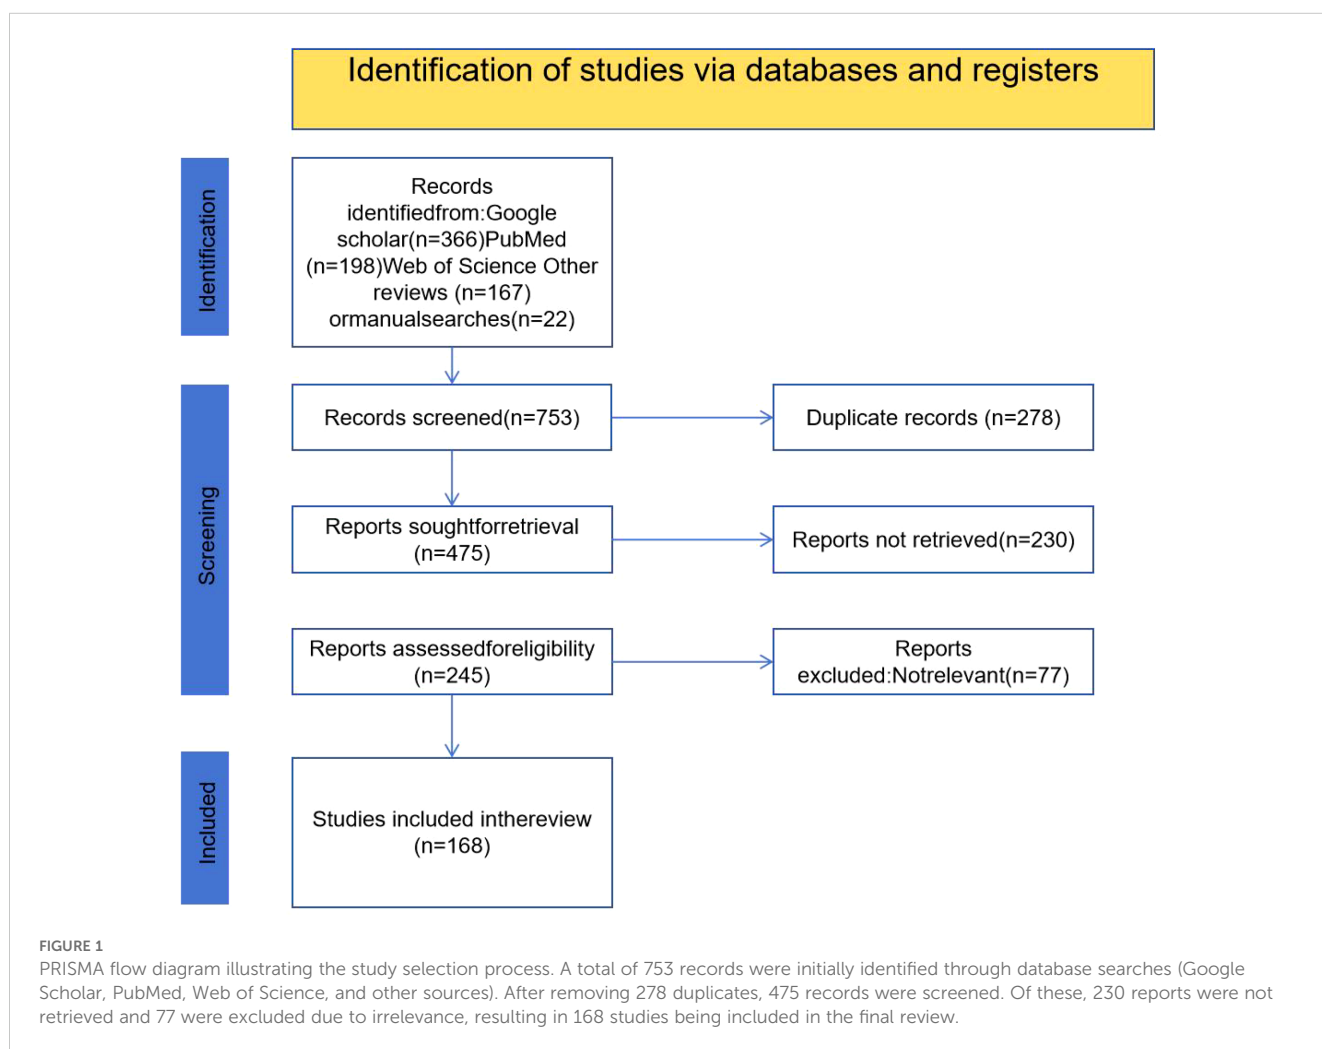 Identification of studies via databases and registers
Identification
Records
identifiedfrom:Google
scholar(n=366)PubMed
(n=198)Web of Science Other
reviews (n=167)
ormanualsearches(n=22)
Screening
Records screened(n=753)
Duplicate records (n=278)
Reports soughtforretrieval
(n=475)
Reports not retrieved(n=230)
Reports assessedforeligibility
(n=245)
Reports
excluded:Notrelevant(n=77)
Included
Studies included inthereview
(n=168)
FIGURE 1
PRISMA flow diagram illustrating the study selection process. A total of 753 records were initially identified through database searches (Google
Scholar, PubMed, Web of Science, and other sources). After removing 278 duplicates, 475 records were screened. Of these, 230 reports were not
retrieved and 77 were excluded due to irrelevance, resulting in 168 studies being included in the final review.